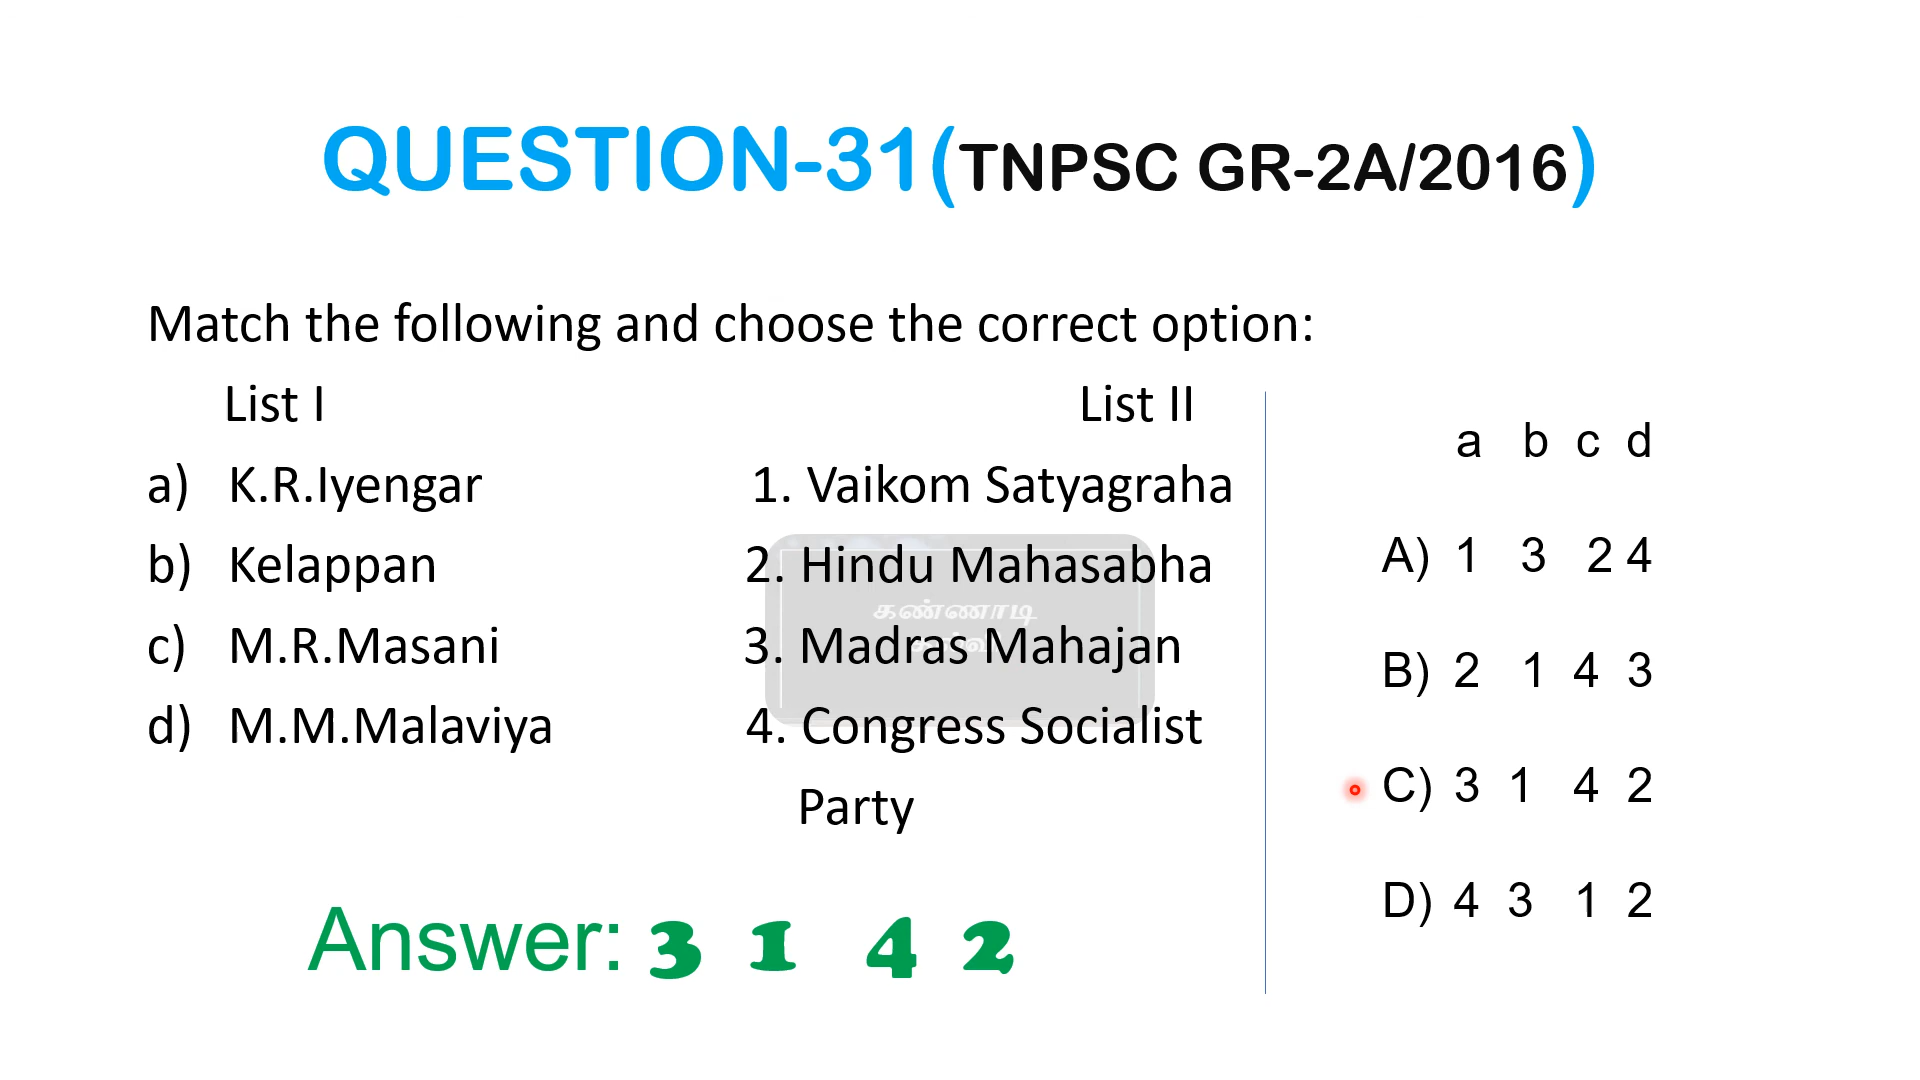 QUESTION-31(TNPSC GR-2A/2016)
Match the following and choose the correct option:
List I List II
a) K.R.Iyengar 1. Vaikom Satyagraha
b) Kelappan 2. Hindu Mahasabha
c) M.R.Masani 3. Madras Mahajan
d) M.M.Malaviya 4. Congress Socialist
Party
Answer: 3 1 4 2
a b c d
A) 1 3 2 4
B) 2 1 4 3
C) 3 1 4 2
D) 4 3 1 2
கண்ணாடி